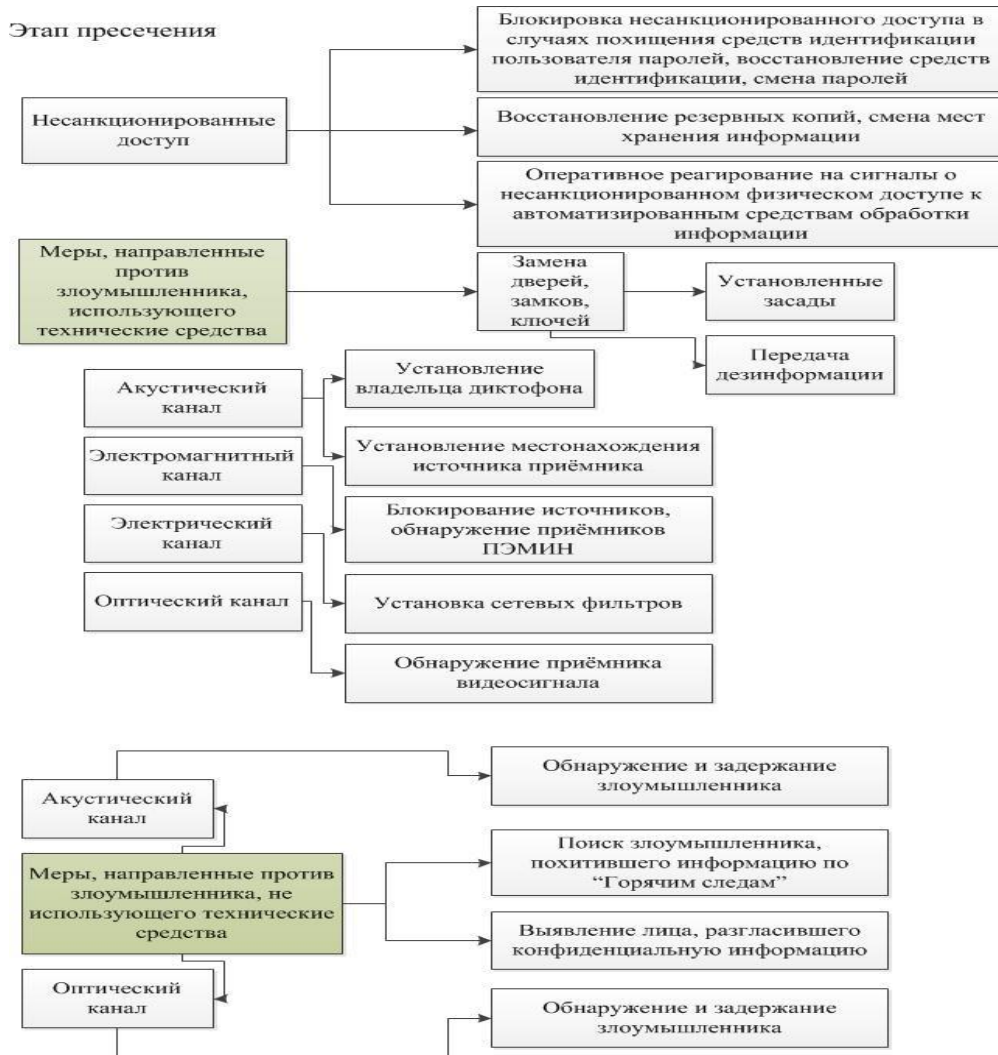 Этап пресечения
Блокировка несанкционированного доступа в
случаях похищения средств идентификации
пользователя паролей, восстановление средств
идентификации, смена паролей
Несанкционированные
доступ
Восстановление резервных копий, смена мест
хранения информации
Оперативное реагирование на сигналы о
несанкционированном физическом доступе к
автоматизированным средствам обработки
информации
Меры, направленные
против
злоумышленника,
использующего
технические средства
Замена
дверей,
замков,
ключей
Установленные
засады
Передача
дезинформации
Акустический
канал
Установление
владельца диктофона
Установление местонахождения
источника приёмника
Электромагнитный
канал
Блокирование источников,
обнаружение приёмников
ПЭМИН
Электрический
канал
Установка сетевых фильтров
Оптический канал
Обнаружение приёмника
видеосигнала
Акустический
канал
Обнаружение и задержание
злоумышленника
Меры, направленные против
злоумышленника, не
использующего технические
средства
Поиск злоумышленника,
похитившего информацию по
“Горячим следам”
Выявление лица, разгласившего
конфиденциальную информацию
Оптический
канал
Обнаружение и задержание
злоумышленника